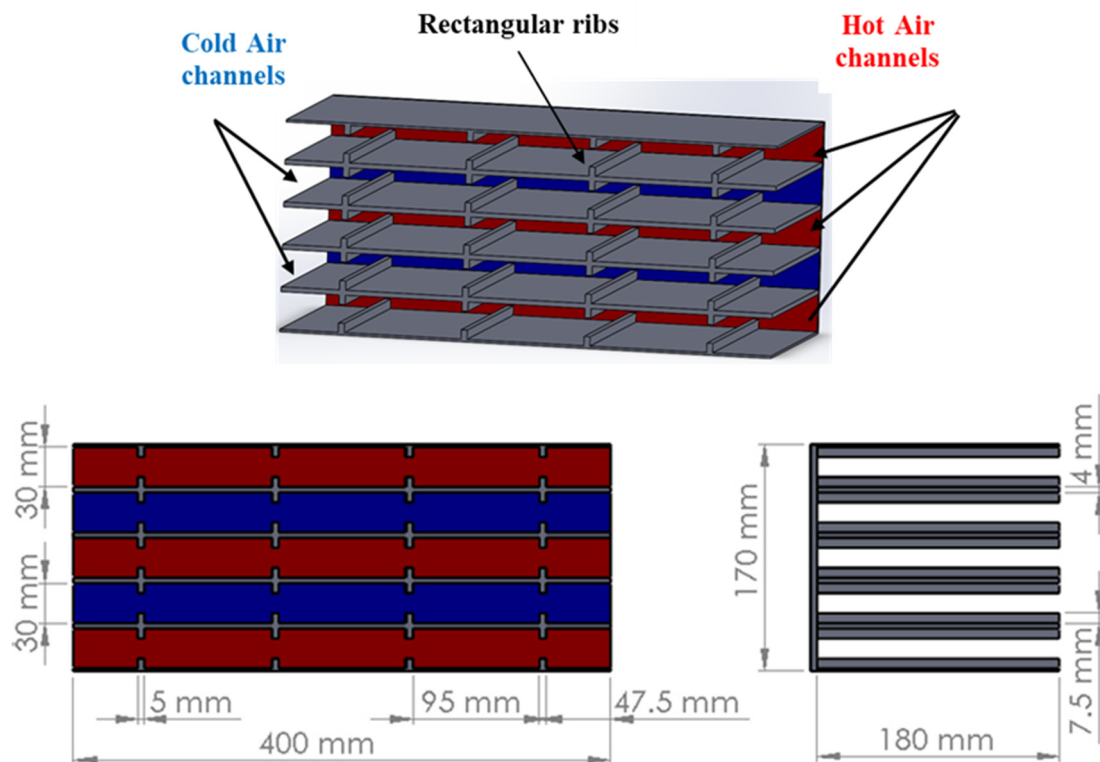 Rectangular ribs
Cold Air
channels
Hot Air
channels
30 mm
30 mm
5 mm
95 mm
47.5 mm
400 mm
170 mm
4 mm
7.5 mm
180 mm